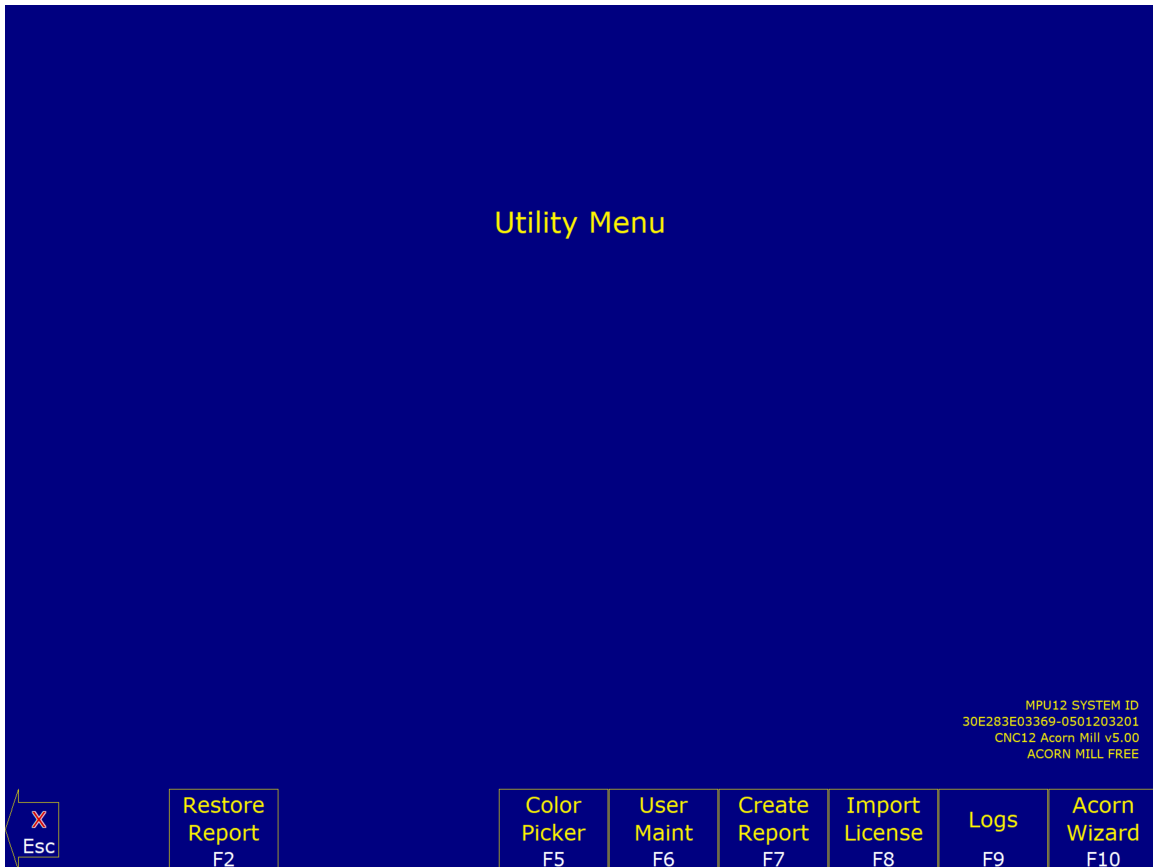 Utility Menu
MPU12 SYSTEM ID
30E283E03369-0501203201
CNC12 Acorn Mill v5.00
ACORN MILL FREE
X
Esc
Restore
Report
F2
Color
Picker
F5
User
Maint
F6
Create
Report
F7
Import
License
F8
Logs
F9
Acorn
Wizard
F10